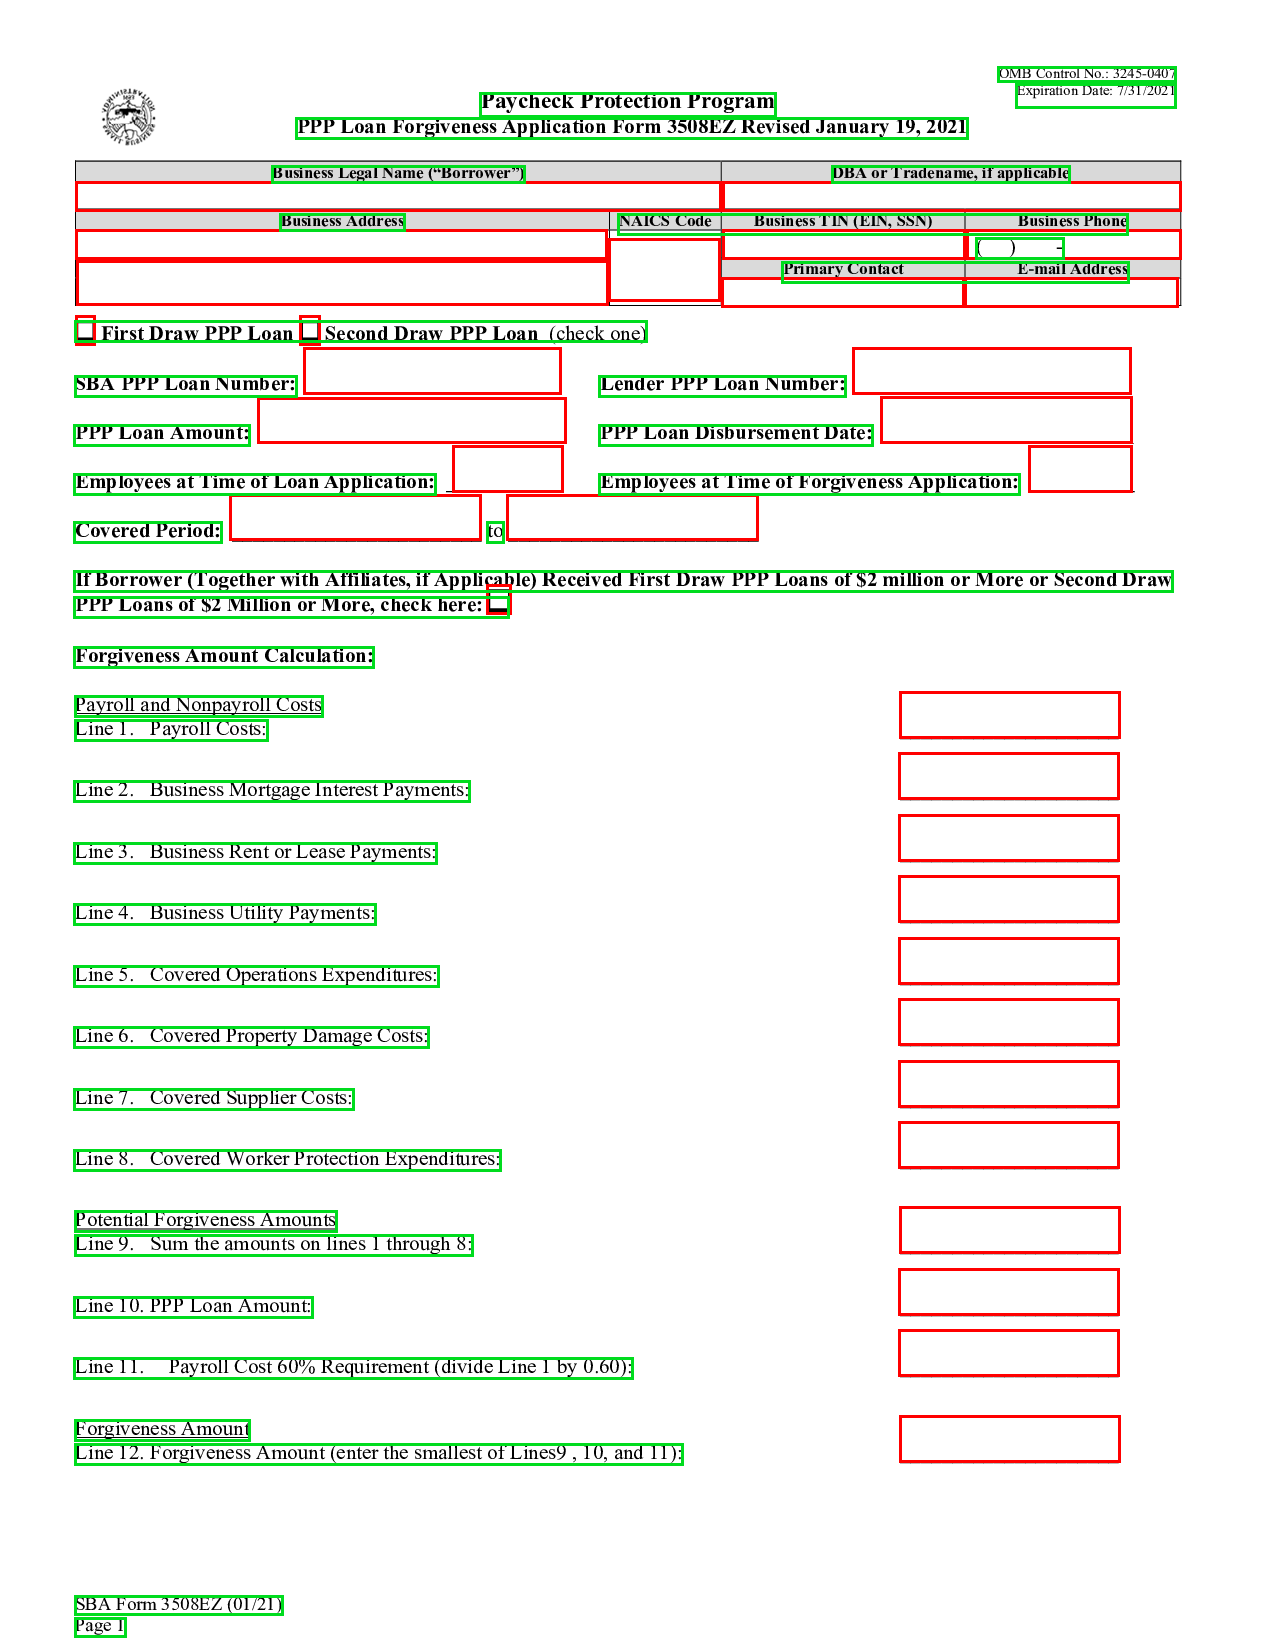 OMB Control No.: 3245-0407
Expiration Date: 7/31/2021
Paycheck Protection Program
PPP Loan Forgiveness Application Form 3508EZ Revised January 19, 2021
Business Legal Name (“Borrower”) DBA or Tradename, if applicable
Business Address NAICS Code Business TIN (EIN, SSN) Business Phone
( ) -
Primary Contact E-mail Address
First Draw PPP Loan Second Draw PPP Loan (check one)
SBA PPP Loan Number: Lender PPP Loan Number:
PPP Loan Amount: PPP Loan Disbursement Date:
Employees at Time of Loan Application: Employees at Time of Forgiveness Application:
Covered Period: to
If Borrower (Together with Affiliates, if Applicable) Received First Draw PPP Loans of $2 million or More or Second Draw
PPP Loans of $2 Million or More, check here:
Forgiveness Amount Calculation:
Payroll and Nonpayroll Costs
Line 1. Payroll Costs:
Line 2. Business Mortgage Interest Payments:
Line 3. Business Rent or Lease Payments:
Line 4. Business Utility Payments:
Line 5. Covered Operations Expenditures:
Line 6. Covered Property Damage Costs:
Line 7. Covered Supplier Costs:
Line 8. Covered Worker Protection Expenditures:
Potential Forgiveness Amounts
Line 9. Sum the amounts on lines 1 through 8:
Line 10. PPP Loan Amount:
Line 11. Payroll Cost 60% Requirement (divide Line 1 by 0.60):
Forgiveness Amount
Line 12. Forgiveness Amount (enter the smallest of Lines9 , 10, and 11):
SBA Form 3508EZ (01/21)
Page 1